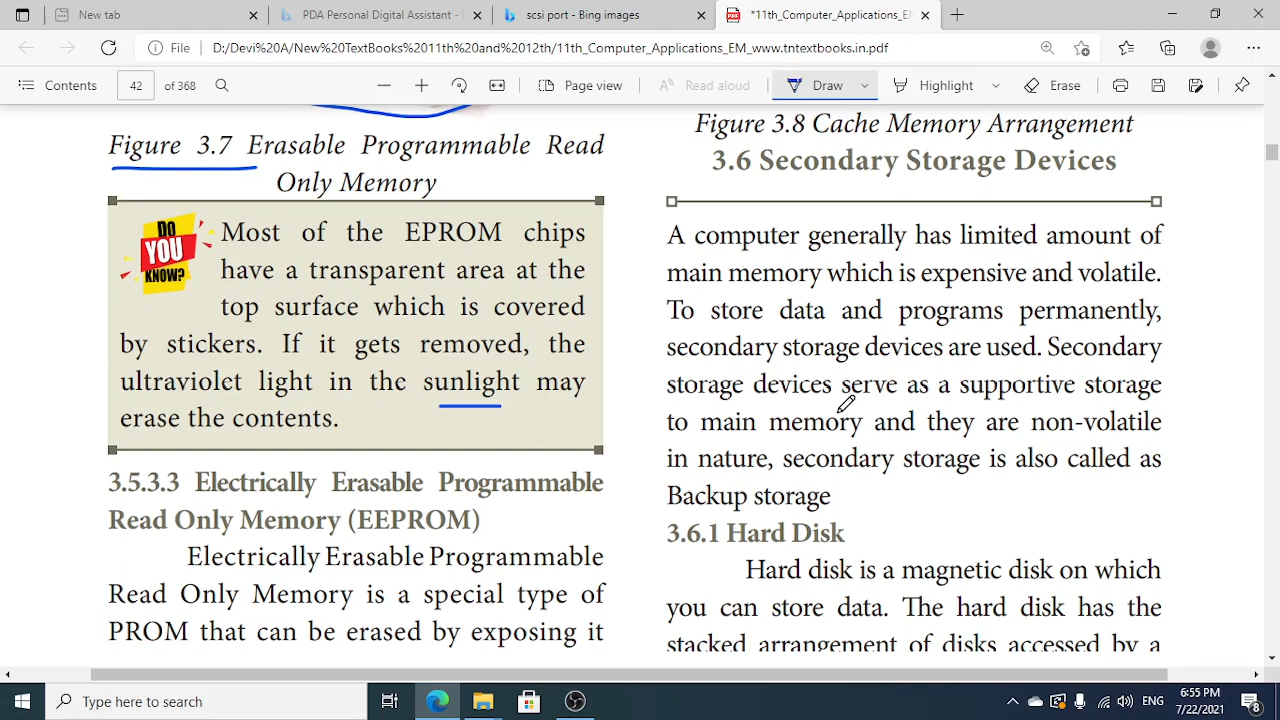 New tab
PDA Personal Digital Assistant -
scsi port - Bing images
*11th_Computer_Applications_EM
File
D:/Devi%20A/New%20TextBooks%2011th%20and%2012th/11th_Computer_Applications_EM_www.tntextbooks.in.pdf
Contents
42
of 368
Page view
Read aloud
Draw
Highlight
Erase
Figure 3.7 Erasable Programmable Read
Only Memory
DO
YOU
KNOW?
Most of the EPROM chips
have a transparent area at the
top surface which is covered
by stickers. If it gets removed, the
ultraviolet light in the sunlight may
erase the contents.
3.5.3.3 Electrically Erasable Programmable
Read Only Memory (EEPROM)
Electrically Erasable Programmable
Read Only Memory is a special type of
PROM that can be erased by exposing it
Figure 3.8 Cache Memory Arrangement
3.6 Secondary Storage Devices
A computer generally has limited amount of
main memory which is expensive and volatile.
To store data and programs permanently,
secondary storage devices are used. Secondary
storage devices serve as a supportive storage
to main memory and they are non-volatile
in nature, secondary storage is also called as
Backup storage
3.6.1 Hard Disk
Hard disk is a magnetic disk on which
you can store data. The hard disk has the
stacked arrangement of disks accessed by a
Type here to search
ENG
6:55 PM
7/22/2021
8